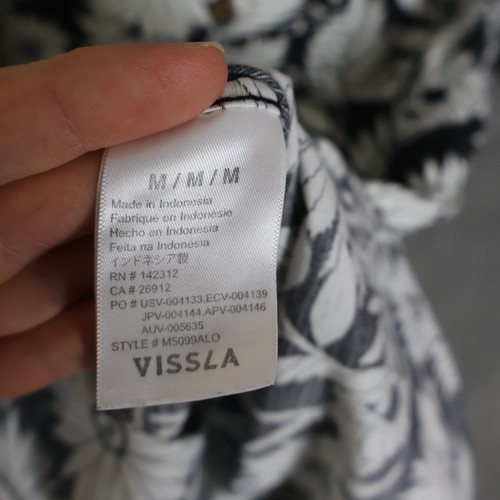 M / M / M
Made in Indonesia
Fabriqué en Indonésie
Hecho en Indonesia
Feita na Indonésia
インドネシア製
RN # 142312
CA # 26912
PO # USV-004133,ECV-004139
JPV-004144,APV-004146
AUV-005635
STYLE # M5099ALO
VISSLA